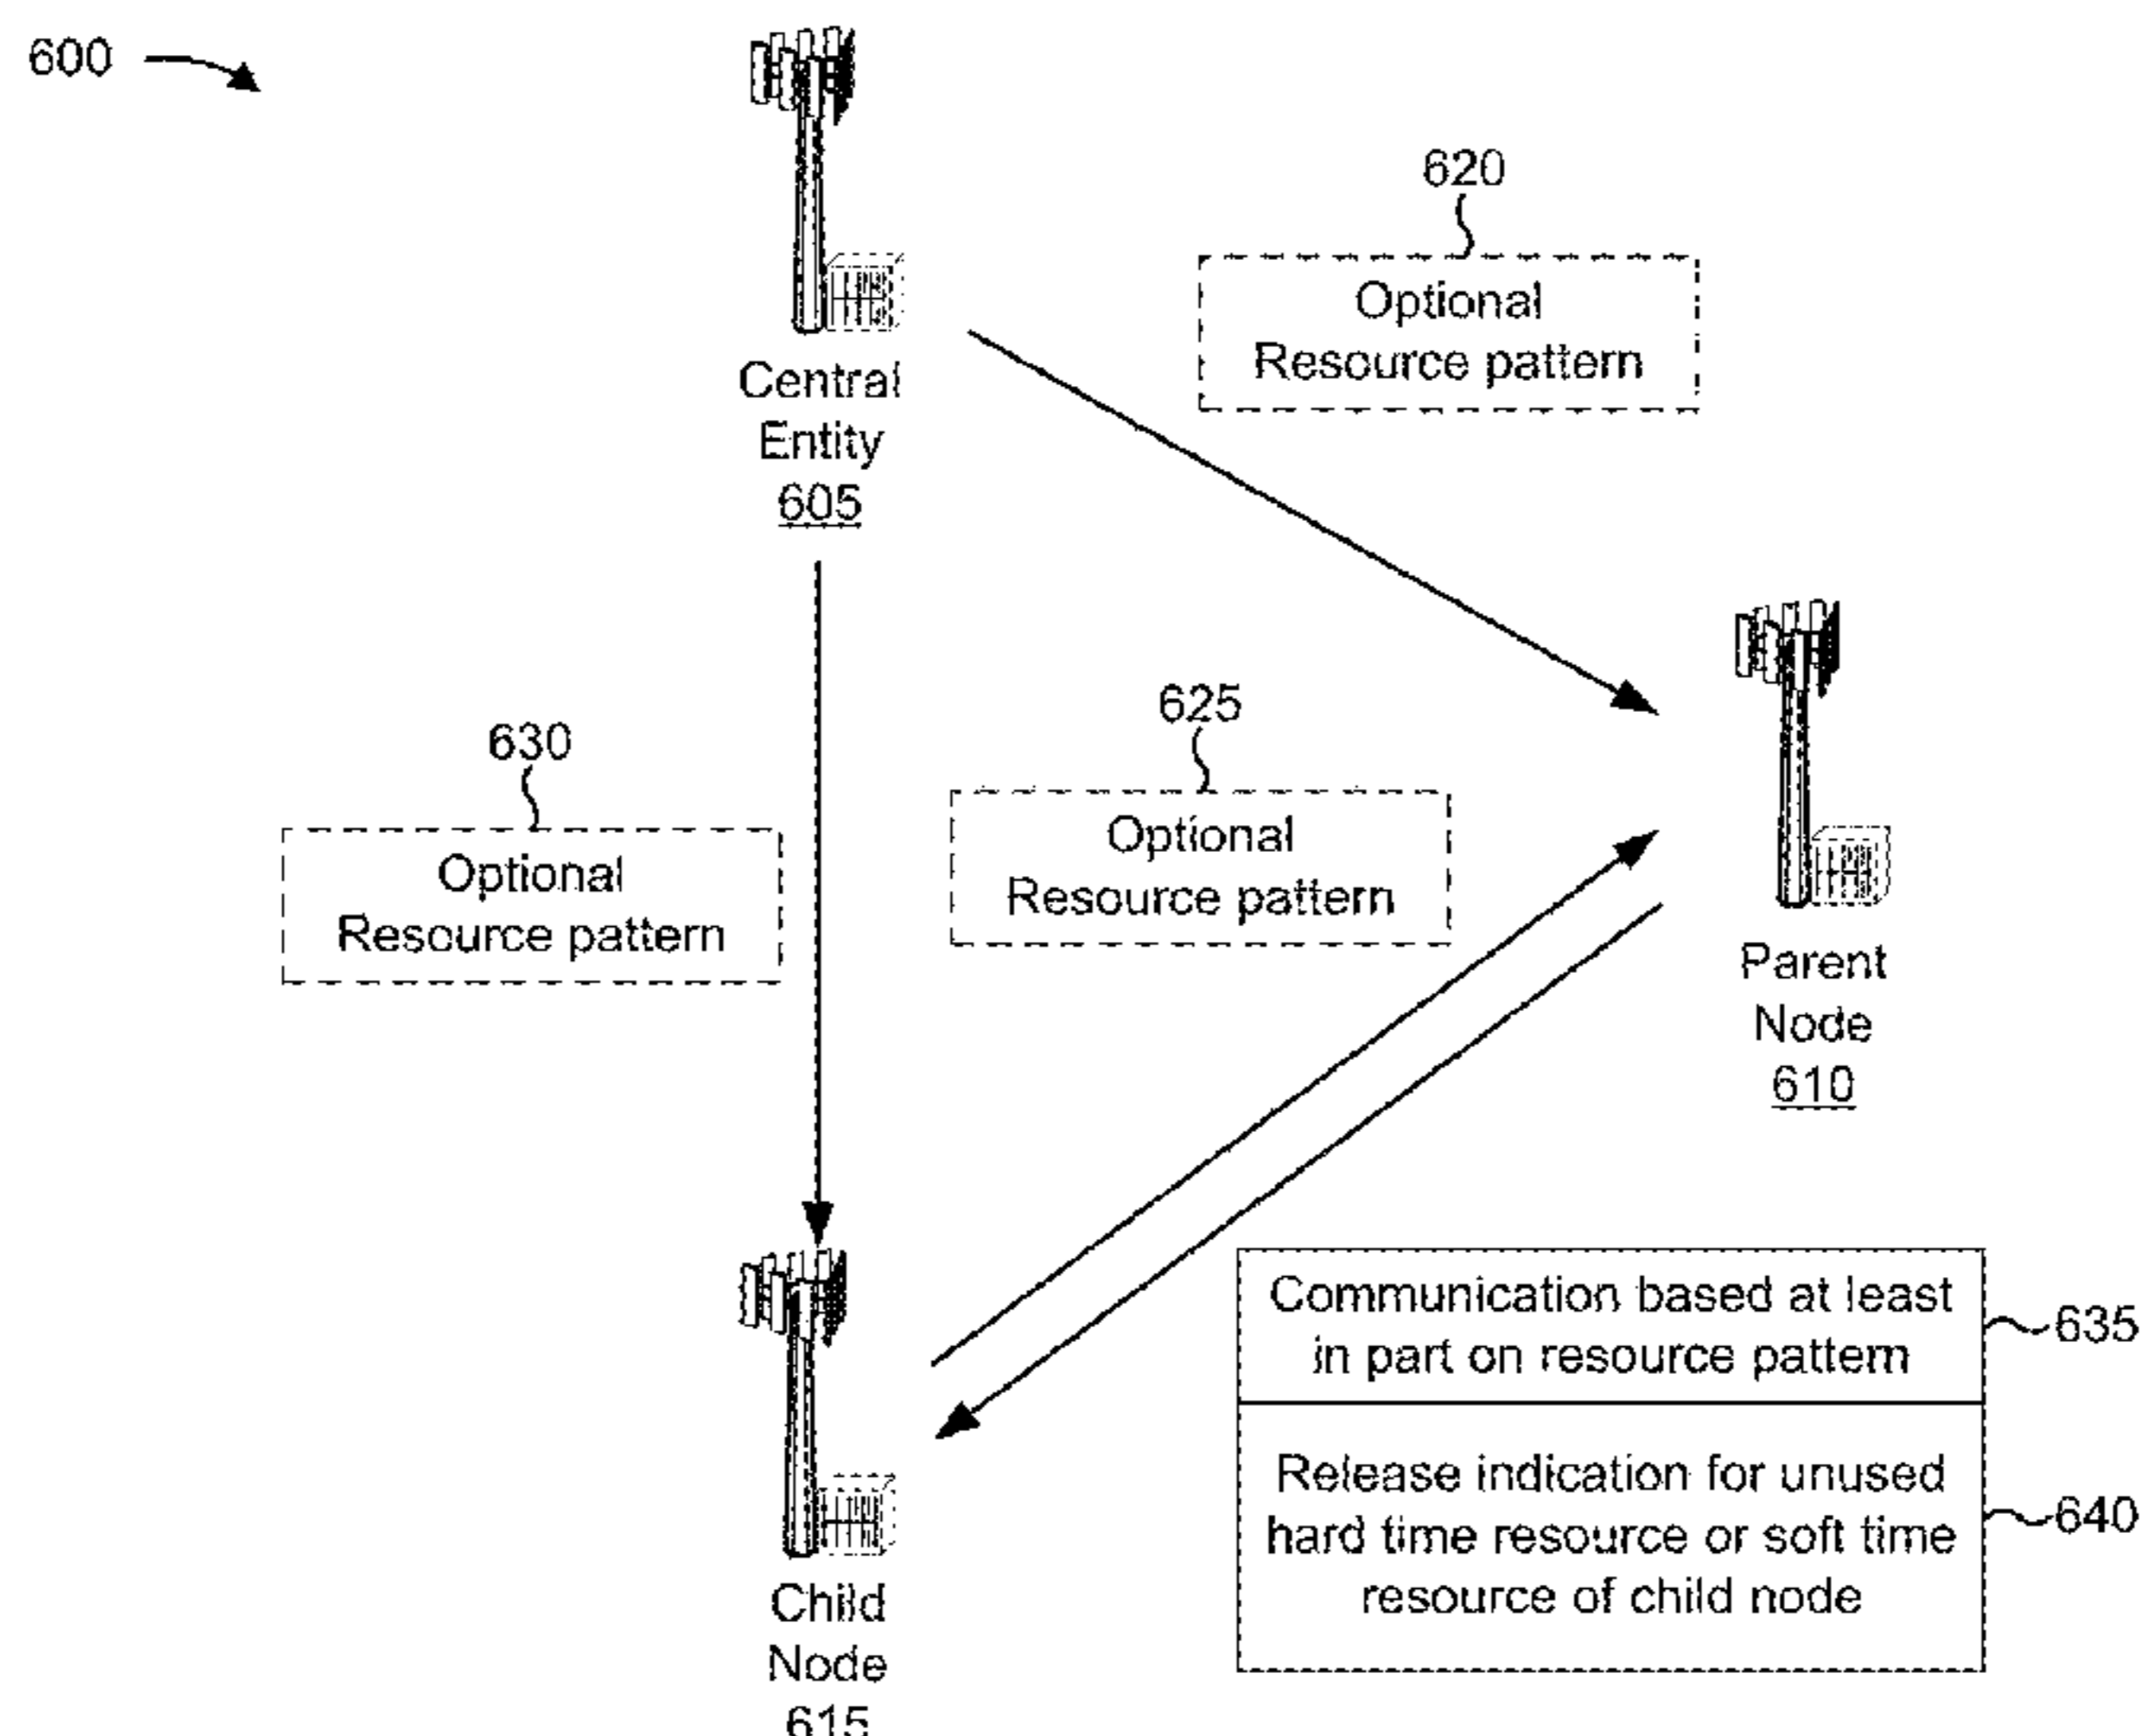 600
620
Optional
Resource pattern
Central
Entity
605
625
630
Optional
Resource pattern
Optional
Resource pattern
Parent
Node
610
Communication based at least
in part on resource pattern
635
Release indication for unused
hard time resource or soft time
resource of child node
640
Child
Node
615